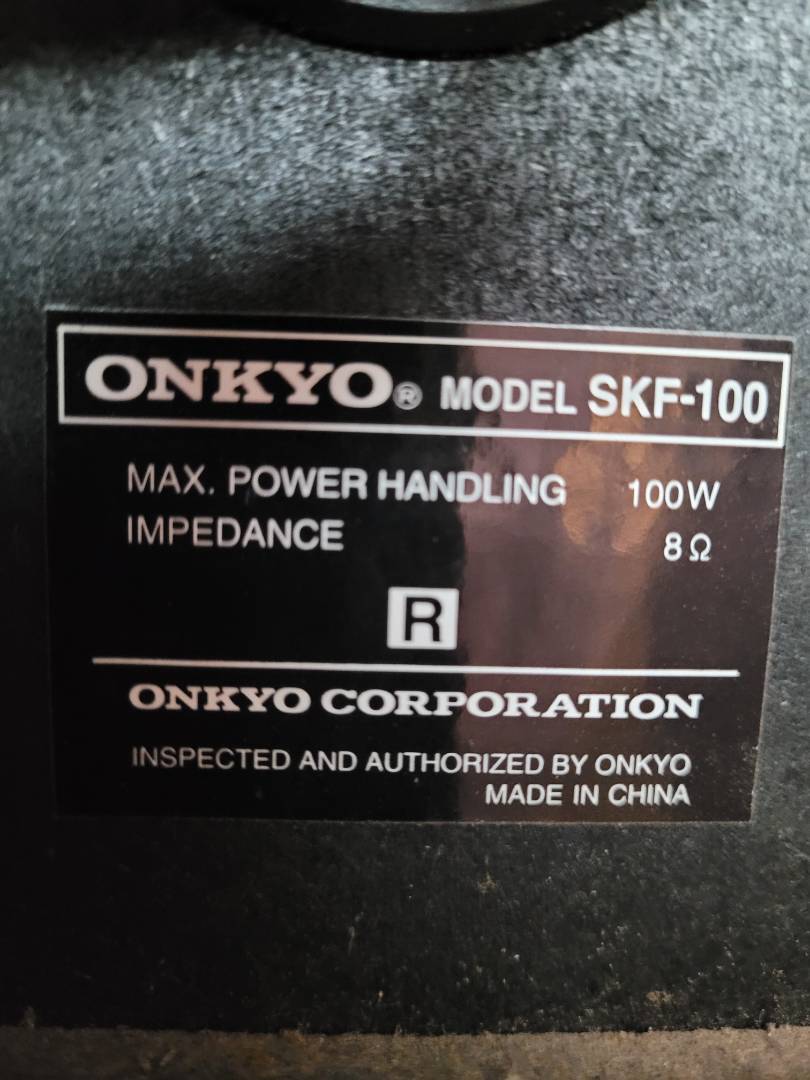 ONKYO® MODEL SKF-100
MAX. POWER HANDLING 100W
IMPEDANCE 8Ω
R
ONKYO CORPORATION
INSPECTED AND AUTHORIZED BY ONKYO
MADE IN CHINA